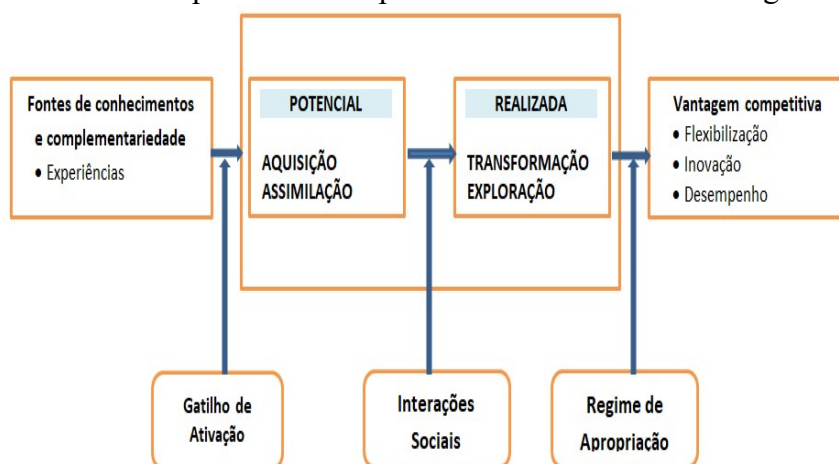 Fontes de conhecimentos
e complementariedade
• Experiências
POTENCIAL
AQUISIÇÃO
ASSIMILAÇÃO
REALIZADA
TRANSFORMAÇÃO
EXPLORAÇÃO
Vantagem competitiva
• Flexibilização
• Inovação
• Desempenho
Gatilho de
Ativação
Interações
Sociais
Regime de
Apropriação